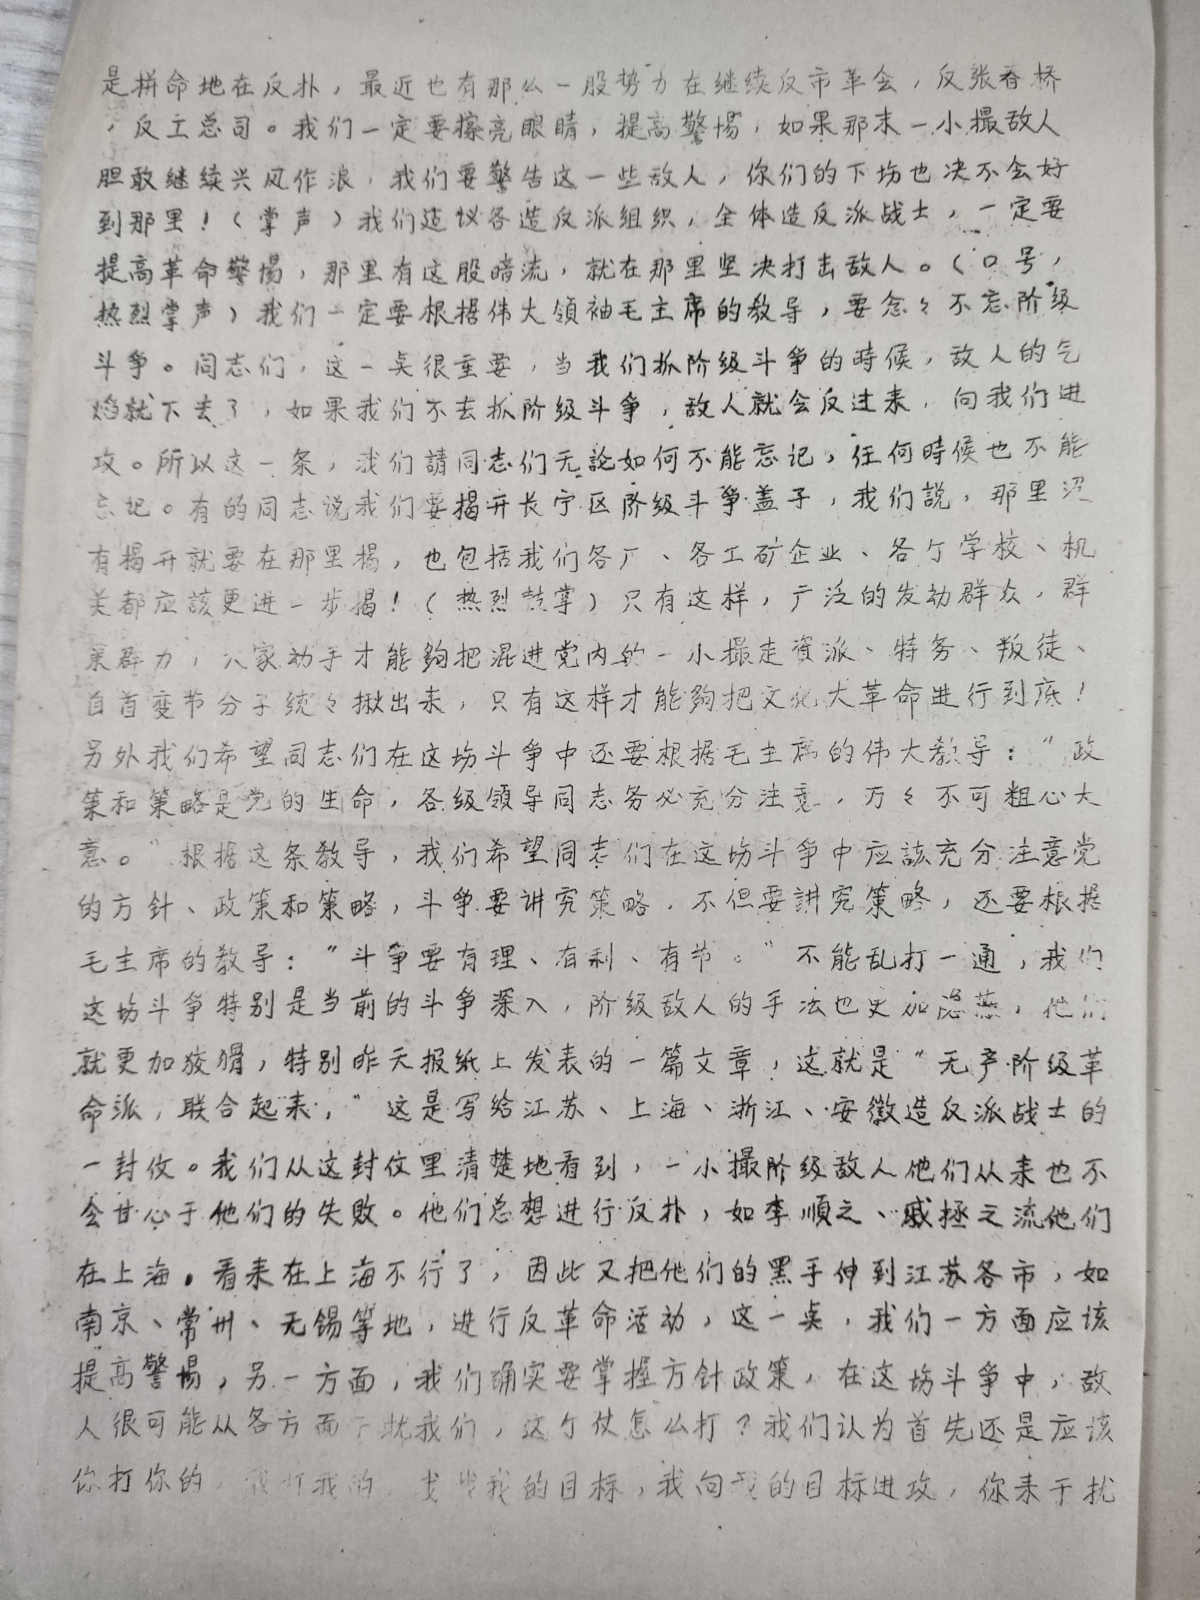 是拼命地在反扑，最近也有那么一股势力在继续反市革会，反张春桥
，反工总司。我们一定要擦亮眼睛，提高警惕，如果那末一小撮敌人
胆敢继续兴风作浪，我们要警告这一些敌人，你们的下场也决不会好
到那里！（掌声）我们建议各造反派组织，全体造反派战士，一定要
提高革命警惕，那里有这股暗流，就在那里坚决打击敌人。（口号，
热烈掌声）我们一定要根据伟大领袖毛主席的教导，要念々不忘阶级
斗争。同志们，这一点很重要，当我们抓阶级斗争的時候，敌人的气
焰就下去了，如果我们不去抓阶级斗争，敌人就会反过来，向我们进
攻。所以这一条，我们請同志们无論如何不能忘记，任何時候也不能
忘记。有的同志说我们要揭开长宁区阶级斗争盖子，我们説，那里没
有揭开就要在那里揭，也包括我们各厂、各工矿企业、各个学校、机
关都应該更进一步揭！（热烈鼓掌）只有这样，广泛的发动群众，群
策群力，大家动手才能夠把混进党内的一小撮走資派、特务、叛徒、
自首变节分子统々揪出来，只有这样才能夠把文化大革命进行到底！
另外我们希望同志们在这场斗争中还要根据毛主席的伟大教导：“政
策和策略是党的生命，各级领导同志务必充分注意，万々不可粗心大
意。”根据这条教导，我们希望同志们在这场斗争中应該充分注意党
的方针、政策和策略，斗争要讲究策略，不但要讲究策略，还要根据
毛主席的教导：“斗争要有理、有利、有节。”不能乱打一通，我们
这场斗争特别是当前的斗争深入，阶级敌人的手法也更加隐蔽，他们
就更加狡猾，特别昨天报纸上发表的一篇文章，这就是“无产阶级革
命派，联合起来，”这是写给江苏、上海、浙江、安徽造反派战士的
一封伩。我们从这封伩里清楚地看到，一小撮阶级敌人他们从来也不
会甘心于他们的失败。他们总想进行反扑，如李顺之、戚拯之流他们
在上海。看来在上海不行了，因此又把他们的黑手伸到江苏各市，如
南京、常州、无锡等地，进行反革命活动，这一点，我们一方面应该
提高警惕，另一方面，我们确实要掌握方针政策，在这场斗争中，敌
人很可能从各方面干扰我们，这个仗怎么打？我们认为首先还是应该
你打你的，我打我的，我的目标，我向我的目标进攻，你来干扰